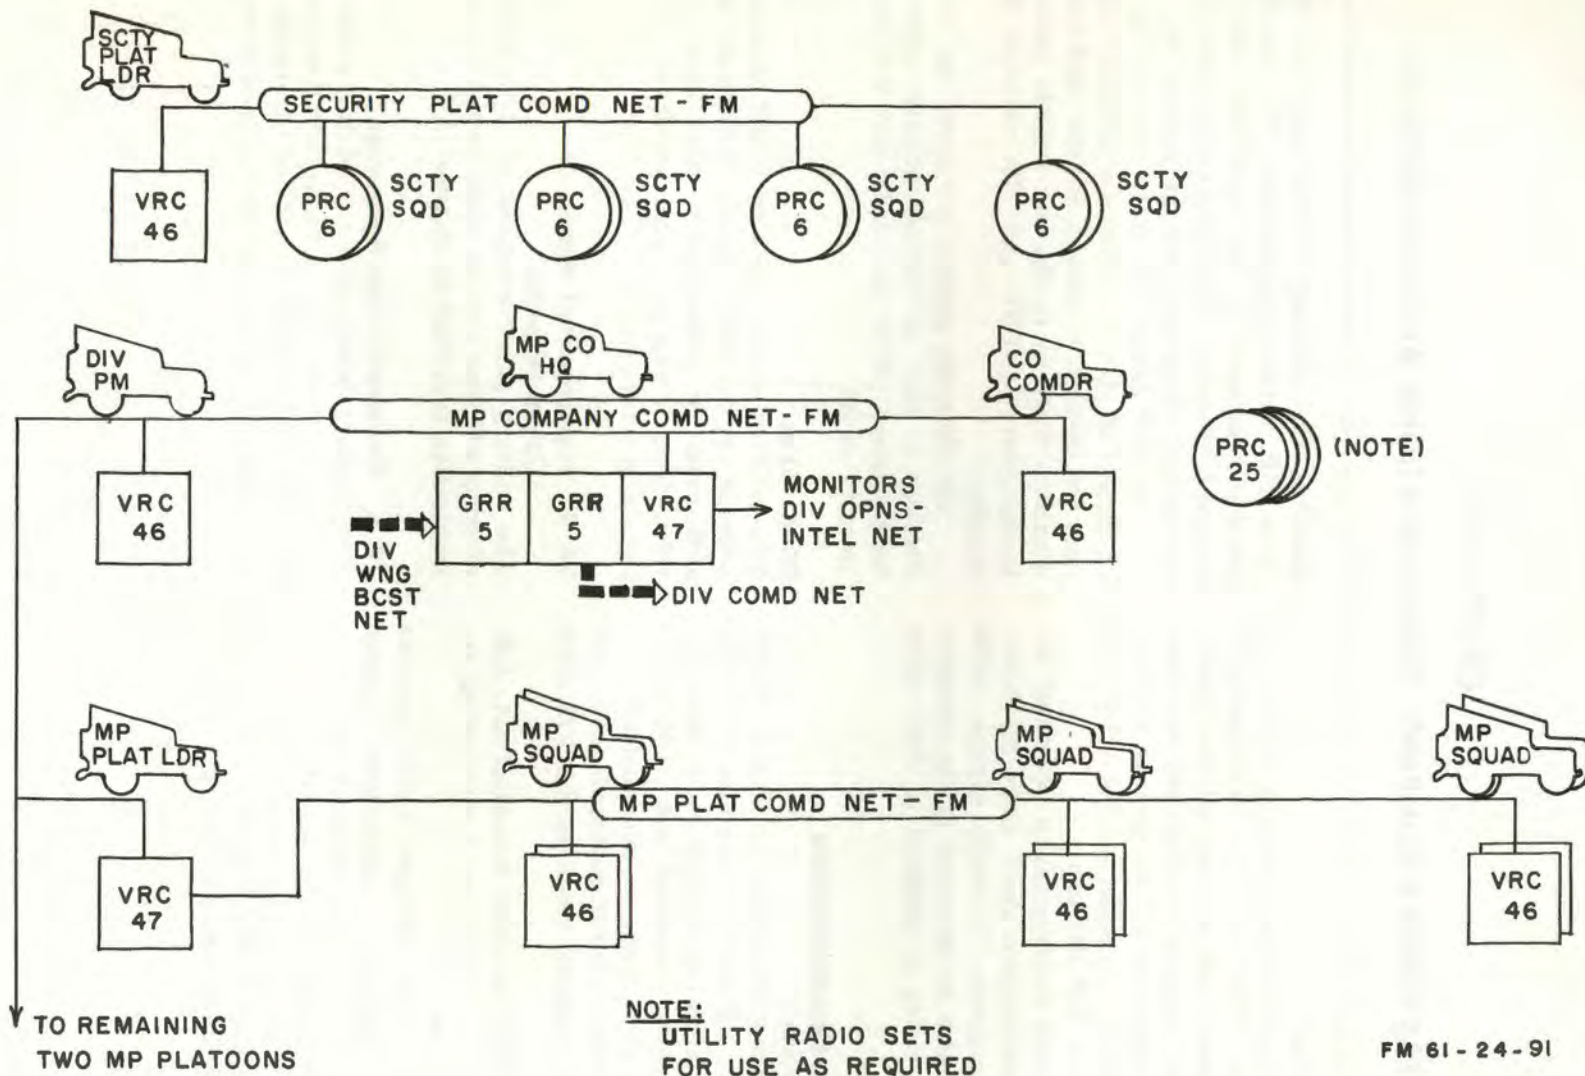 SCTY
PLAT
LDR
SECURITY PLAT COMD NET - FM
VRC
46
PRC
6
SCTY
SQD
PRC
6
SCTY
SQD
PRC
6
SCTY
SQD
PRC
6
SCTY
SQD
DIV
PM
MP CO
HQ
CO
COMDR
MP COMPANY COMD NET - FM
VRC
46
GRR
5
GRR
5
VRC
47
MONITORS
DIV OPNS-
INTEL NET
VRC
46
PRC
25
(NOTE)
DIV
WNG
BCST
NET
DIV COMD NET
MP
PLAT LDR
MP
SQUAD
MP
SQUAD
MP
SQUAD
MP PLAT COMD NET - FM
VRC
47
VRC
46
VRC
46
VRC
46
TO REMAINING
TWO MP PLATOONS
NOTE:
UTILITY RADIO SETS
FOR USE AS REQUIRED
FM 61-24-91